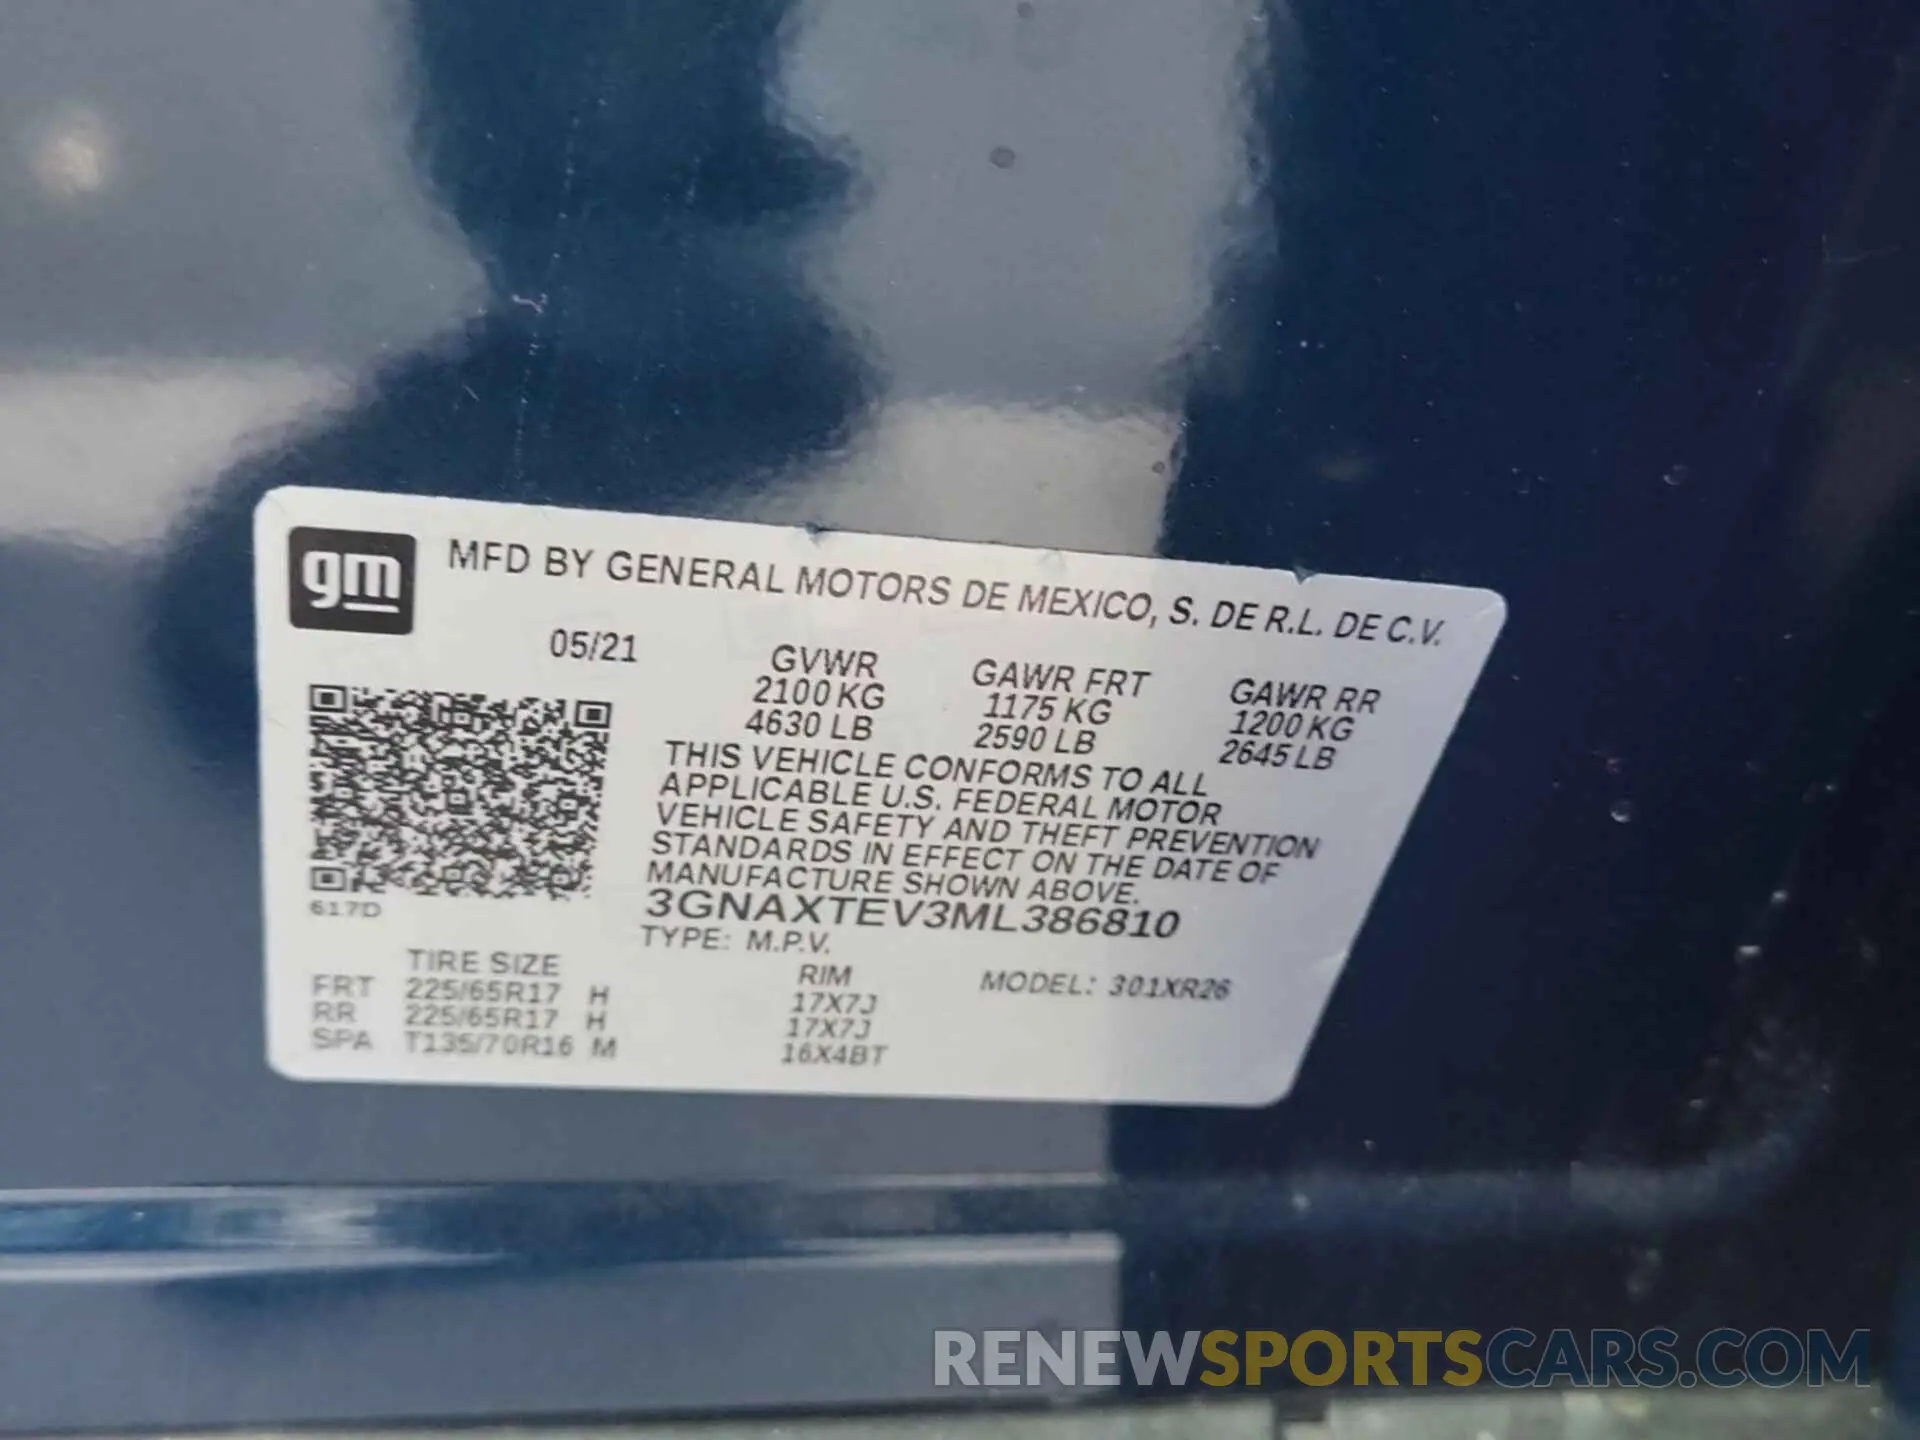 gm
MFD BY GENERAL MOTORS DE MEXICO, S. DE R.L. DE C.V.
05/21
GVWR GAWR FRT GAWR RR
2100 KG 1175 KG 1200 KG
4630 LB 2590 LB 2645 LB
THIS VEHICLE CONFORMS TO ALL
APPLICABLE U.S. FEDERAL MOTOR
VEHICLE SAFETY AND THEFT PREVENTION
STANDARDS IN EFFECT ON THE DATE OF
MANUFACTURE SHOWN ABOVE.
617D
3GNAXTEV3ML386810
TYPE: M.P.V.
TIRE SIZE RIM MODEL: 301XR26
FRT 225/65R17 H 17X7J
RR 225/65R17 H 17X7J
SPA T135/70R16 M 16X4BT
RENEWSPORTSCARS.COM